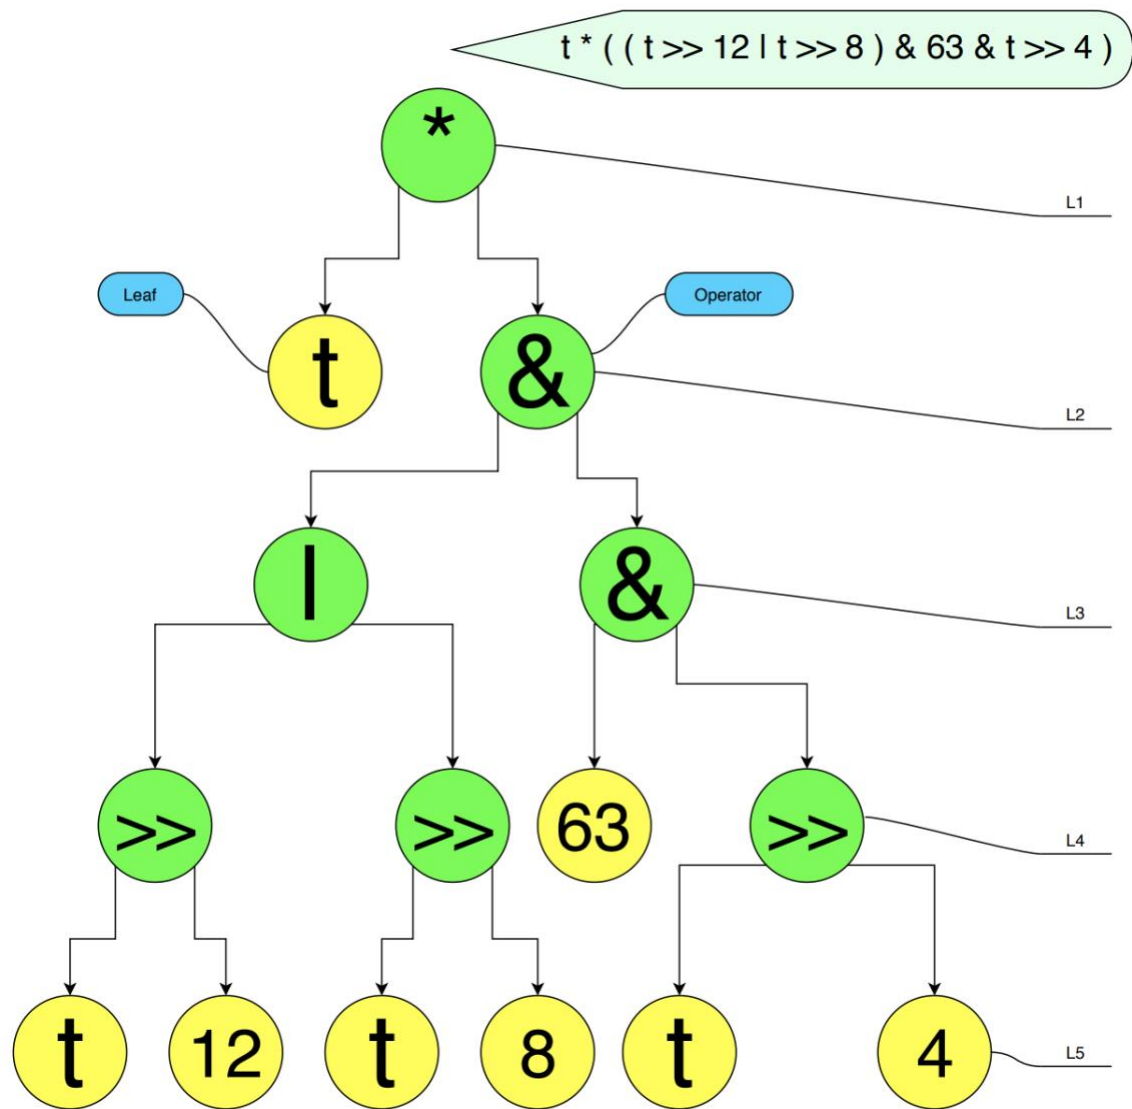 t * ( ( t >> 12 | t >> 8 ) & 63 & t >> 4 )
*
L1
Leaf
Operator
t
&
L2
|
&
L3
>>
>>
63
>>
L4
t
12
t
8
t
4
L5